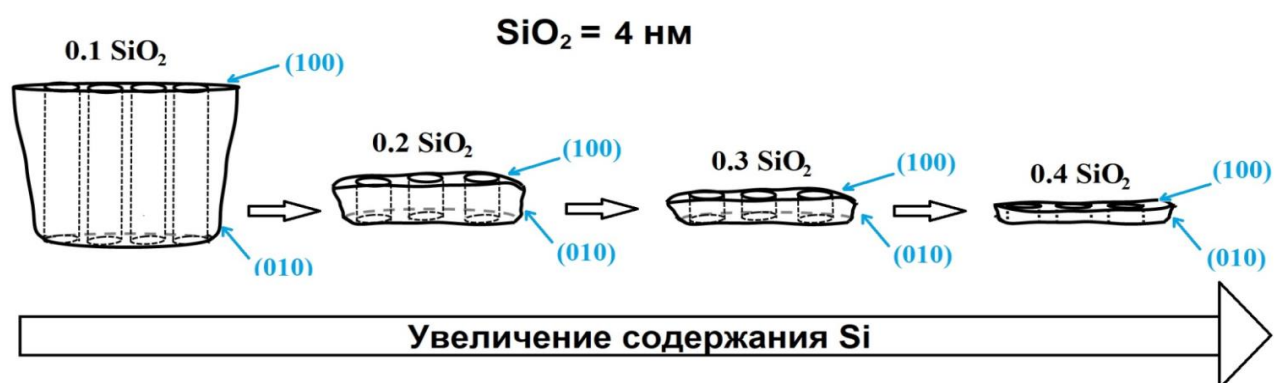 SiO₂ = 4 нм
0.1 SiO₂
(100)
(010)
0.2 SiO₂
(100)
(010)
0.3 SiO₂
(100)
(010)
0.4 SiO₂
(100)
(010)
Увеличение содержания Si